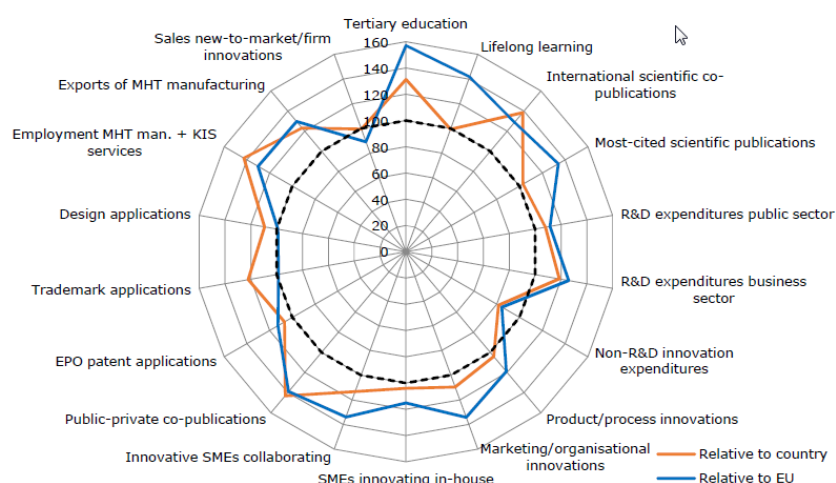 Tertiary education
Sales new-to-market/firm
innovations
Lifelong learning
Exports of MHT manufacturing
International scientific co-
publications
Employment MHT man. + KIS
services
Most-cited scientific publications
Design applications
R&D expenditures public sector
Trademark applications
R&D expenditures business
sector
EPO patent applications
Non-R&D innovation
expenditures
Public-private co-publications
Product/process innovations
Innovative SMEs collaborating
Marketing/organisational
innovations
SMEs innovating in-house
160
140
120
100
80
60
40
20
0
Relative to country
Relative to EU